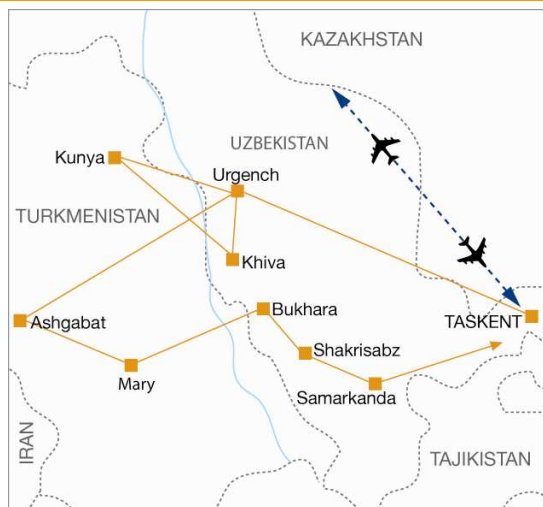 KAZAKHSTAN
UZBEKISTAN
Kunya
Urgench
TURKMENISTAN
Khiva
Bukhara
Ashgabat
TASKENT
Shakrisabz
Mary
Samarkanda
IRAN
TAJIKISTAN